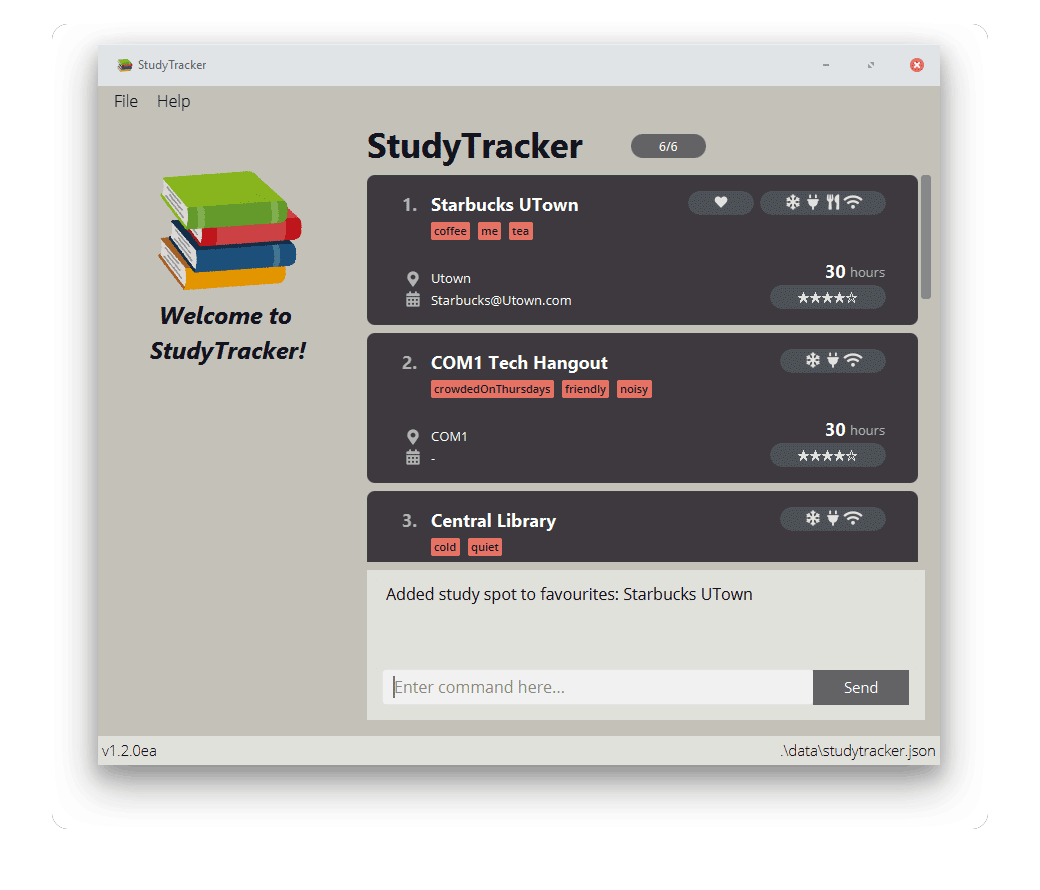 StudyTracker
File Help
StudyTracker 6/6
Welcome to
StudyTracker!
1. Starbucks UTown
coffee me tea
Utown
30 hours
Starbucks@Utown.com
★★★★☆
2. COM1 Tech Hangout
crowdedOnThursdays friendly noisy
COM1
30 hours
-
★★★★☆
3. Central Library
cold quiet
Added study spot to favourites: Starbucks UTown
Enter command here...
Send
v1.2.0ea
.\data\studytracker.json